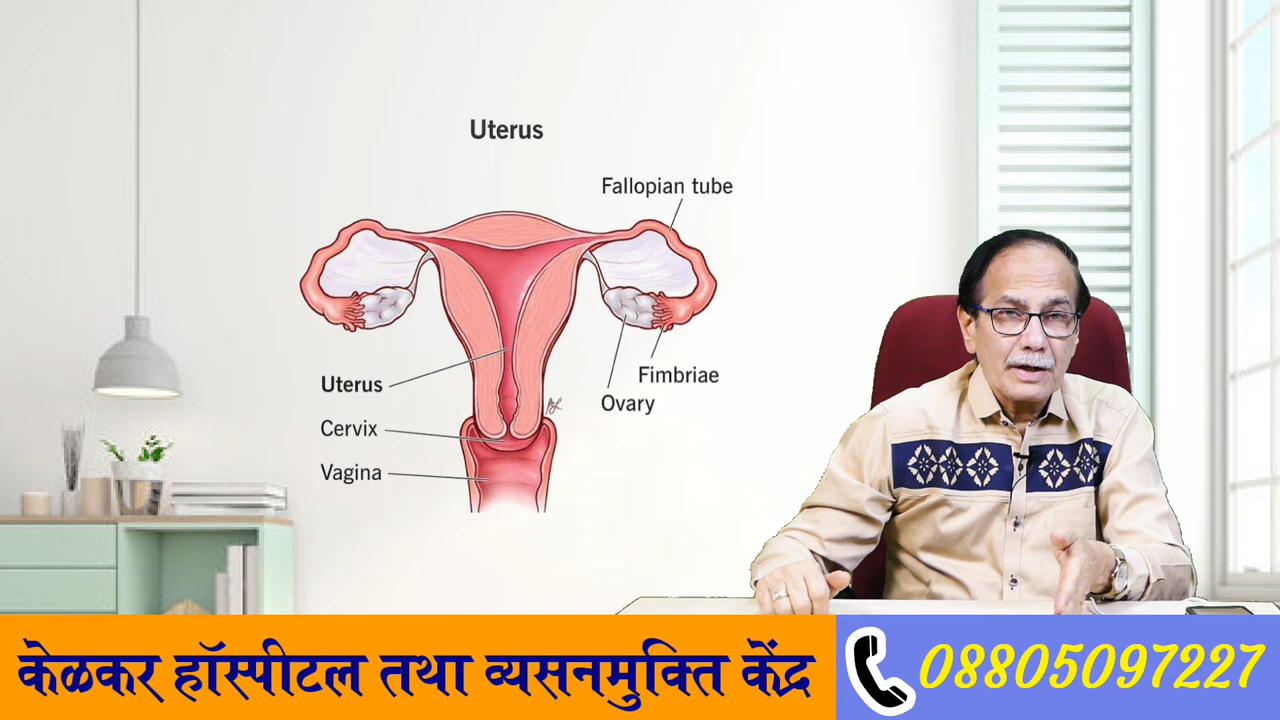 Uterus
Fallopian tube
Uterus
Cervix
Vagina
Fimbriae
Ovary
केळकर हॉस्पीटल तथा व्यसनमुक्ति केंद्र
08805097227